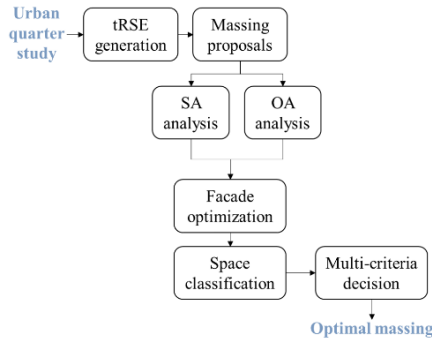 Urban
quarter
study
tRSE
generation
Massing
proposals
SA
analysis
OA
analysis
Facade
optimization
Space
classification
Multi-criteria
decision
Optimal massing